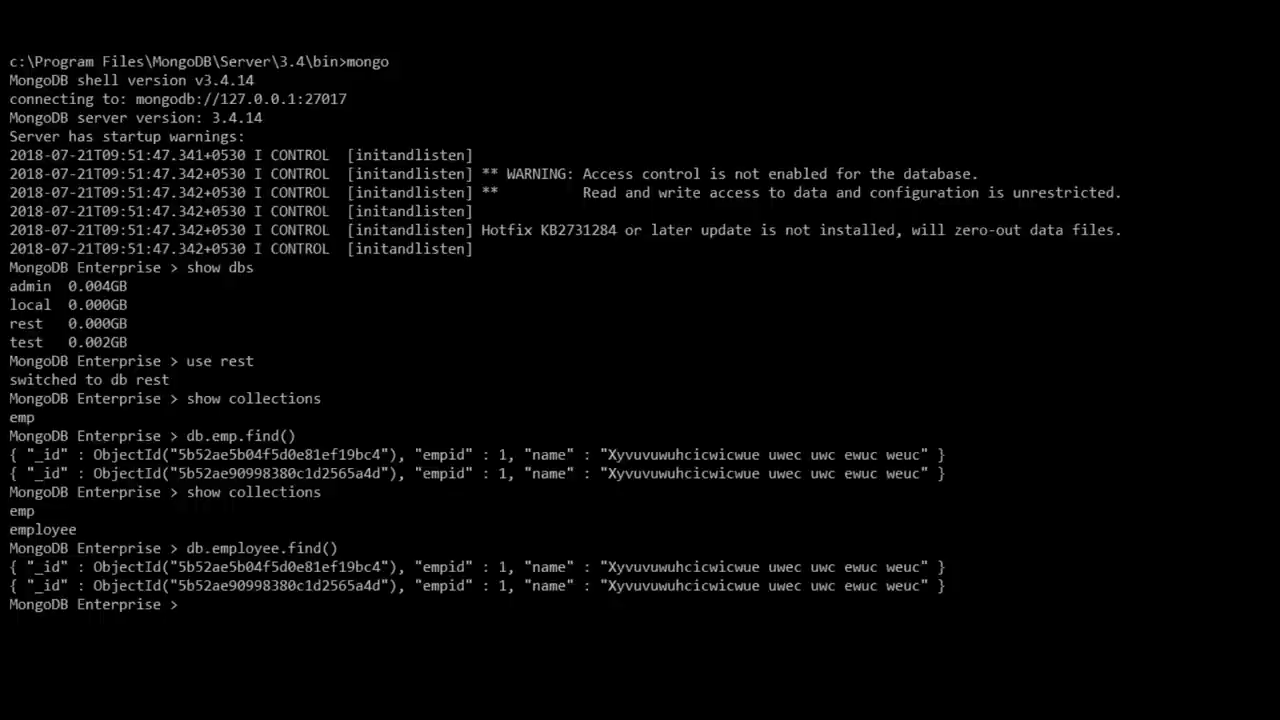 c:\Program Files\MongoDB\Server\3.4\bin>mongo
MongoDB shell version v3.4.14
connecting to: mongodb://127.0.0.1:27017
MongoDB server version: 3.4.14
Server has startup warnings:
2018-07-21T09:51:47.341+0530 I CONTROL  [initandlisten]
2018-07-21T09:51:47.342+0530 I CONTROL  [initandlisten] ** WARNING: Access control is not enabled for the database.
2018-07-21T09:51:47.342+0530 I CONTROL  [initandlisten] **          Read and write access to data and configuration is unrestricted.
2018-07-21T09:51:47.342+0530 I CONTROL  [initandlisten]
2018-07-21T09:51:47.342+0530 I CONTROL  [initandlisten] Hotfix KB2731284 or later update is not installed, will zero-out data files.
2018-07-21T09:51:47.342+0530 I CONTROL  [initandlisten]
MongoDB Enterprise > show dbs
admin  0.004GB
local  0.000GB
rest   0.000GB
test   0.002GB
MongoDB Enterprise > use rest
switched to db rest
MongoDB Enterprise > show collections
emp
MongoDB Enterprise > db.emp.find()
{ "_id" : ObjectId("5b52ae5b04f5d0e81ef19bc4"), "empid" : 1, "name" : "Xyvuvuwuhcicwicwue uwec uwc ewuc weuc" }
{ "_id" : ObjectId("5b52ae90998380c1d2565a4d"), "empid" : 1, "name" : "Xyvuvuwuhcicwicwue uwec uwc ewuc weuc" }
MongoDB Enterprise > show collections
emp
employee
MongoDB Enterprise > db.employee.find()
{ "_id" : ObjectId("5b52ae5b04f5d0e81ef19bc4"), "empid" : 1, "name" : "Xyvuvuwuhcicwicwue uwec uwc ewuc weuc" }
{ "_id" : ObjectId("5b52ae90998380c1d2565a4d"), "empid" : 1, "name" : "Xyvuvuwuhcicwicwue uwec uwc ewuc weuc" }
MongoDB Enterprise >